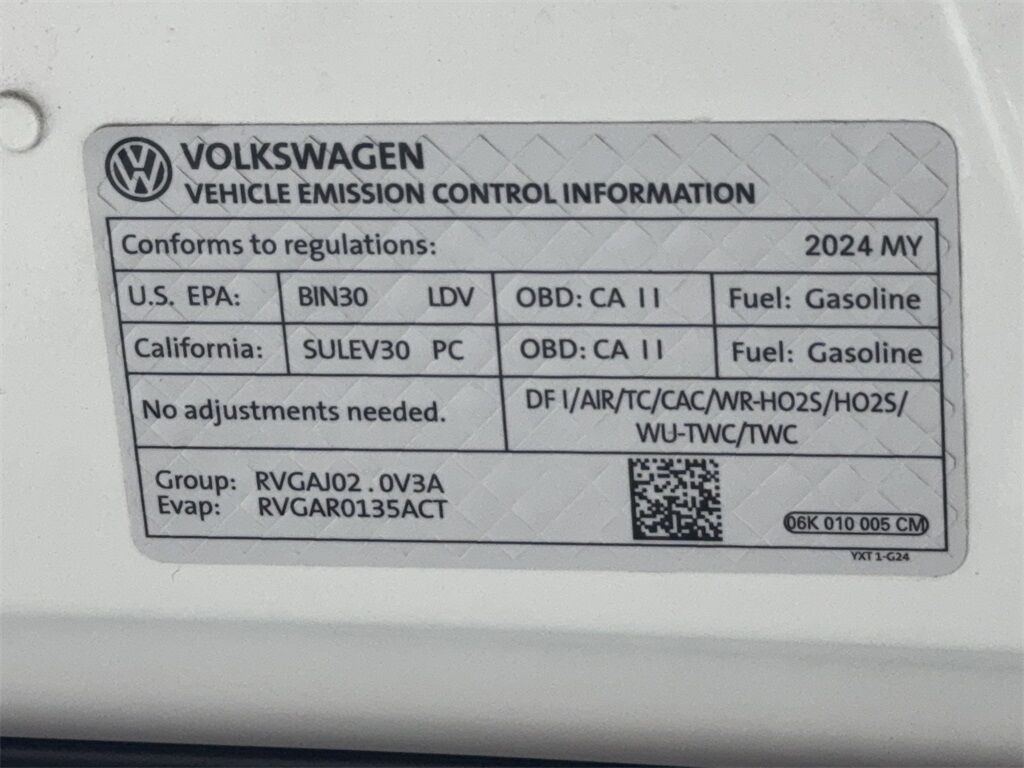 VOLKSWAGEN
VEHICLE EMISSION CONTROL INFORMATION
Conforms to regulations: 2024 MY
U.S. EPA: BIN30 LDV OBD: CA II Fuel: Gasoline
California: SULEV30 PC OBD: CA II Fuel: Gasoline
No adjustments needed. DFI/AIR/TC/CAC/WR-HO2S/HO2S/
WU-TWC/TWC
Group: RVGAJ02.0V3A
Evap: RVGAR0135ACT
06K 010 005 CM
YXT 1-G24